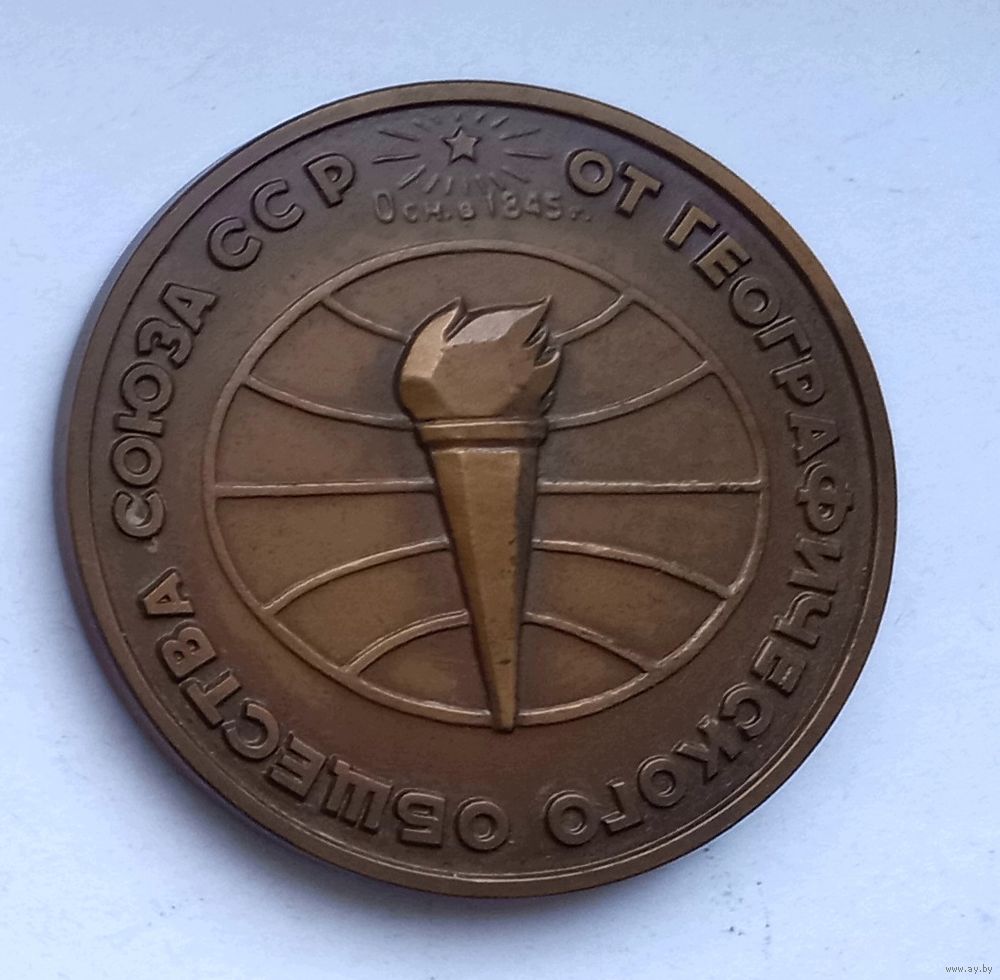 ОТ ГЕОГРАФИЧЕСКОГО ОБЩЕСТВА СОЮЗА ССР
Осн. в 1845 г.
www.ay.by